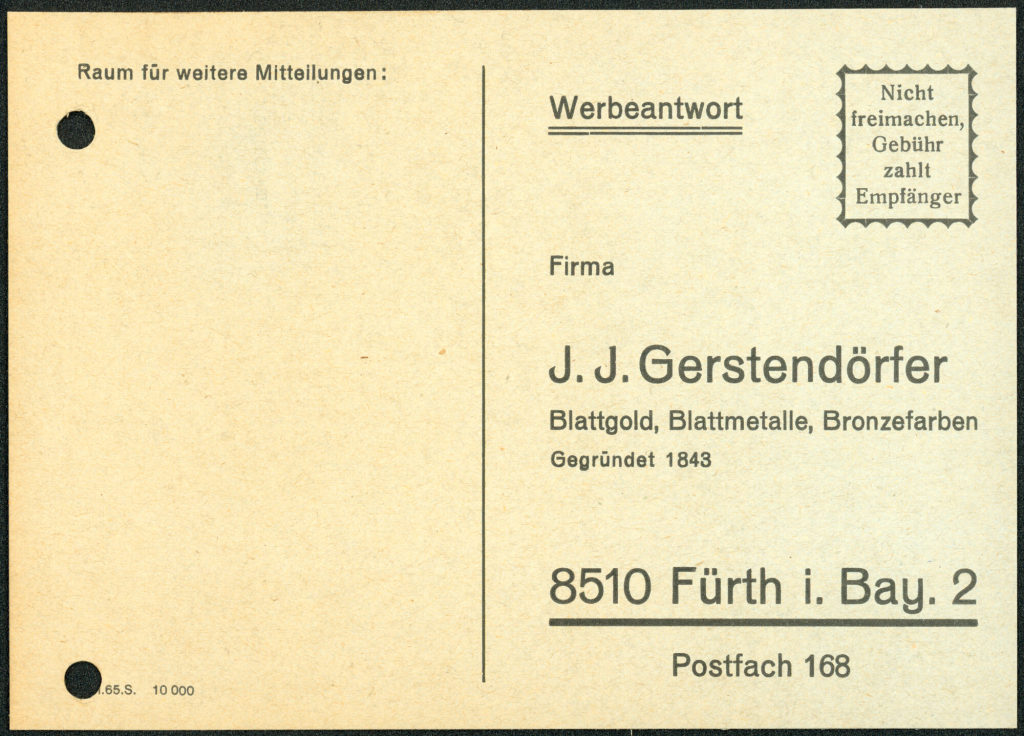 Raum für weitere Mitteilungen:
Werbeantwort
Nicht
freimachen,
Gebühr
zahlt
Empfänger
Firma
J. J. Gerstendörfer
Blattgold, Blattmetalle, Bronzefarben
Gegründet 1843
8510 Fürth i. Bay. 2
Postfach 168
.65.S. 10 000